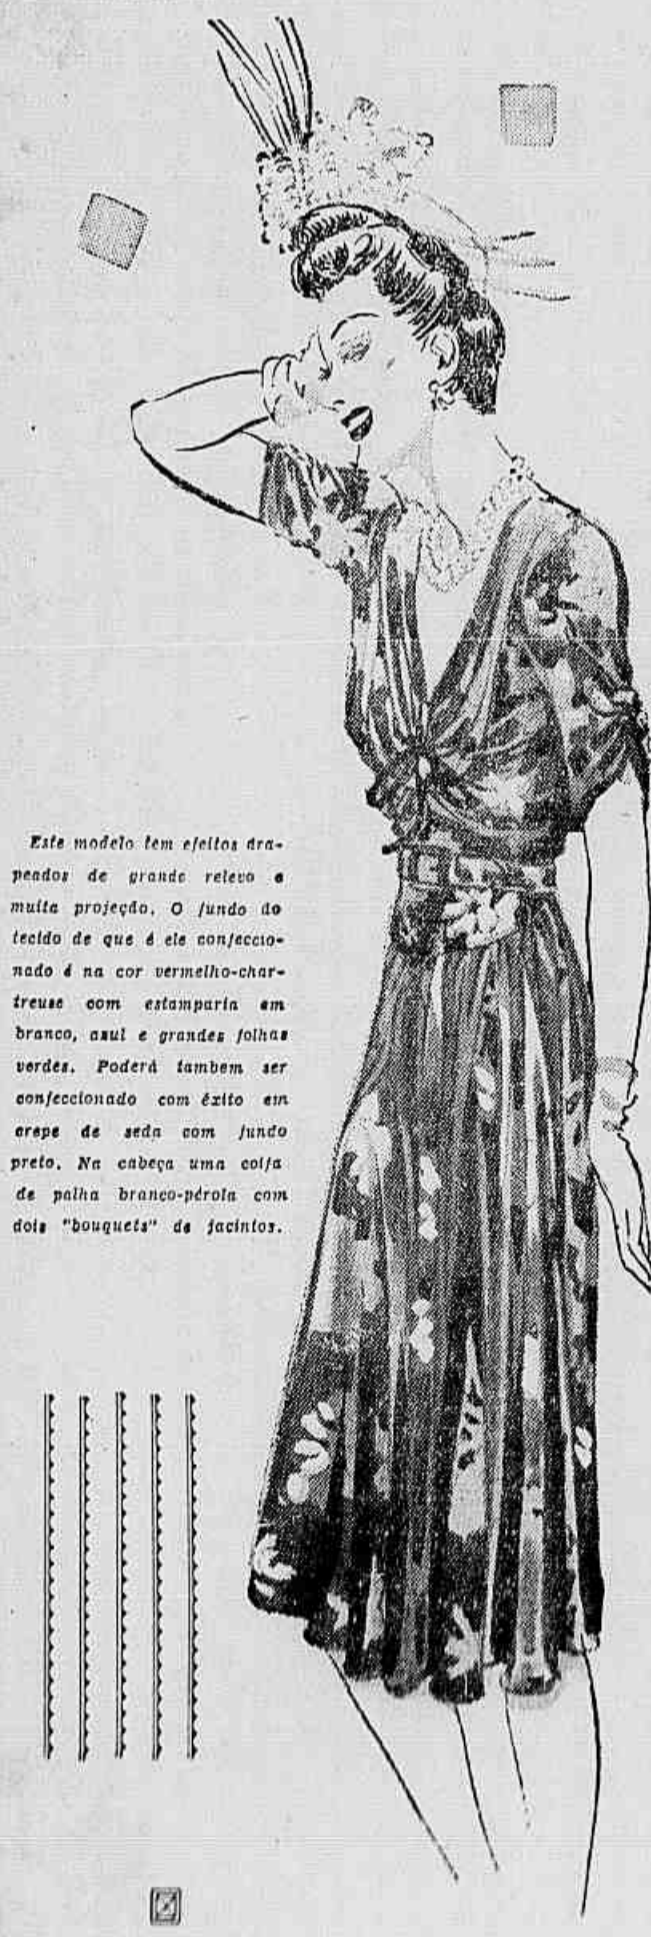 Este modelo tem efeitos dra-
peados de grande relevo e
muita projeção. O fundo do
tecido de que é ele confeccio-
nado é na cor vermelho-char-
treuse com estamparia em
branco, asul e grandes folhas
verdes. Poderá tambem ser
confeccionado com éxito em
crepe de seda com fundo
preto. Na cabeça uma coifa
de palha branco-pérola com
dois "bouquets" de jacintos.